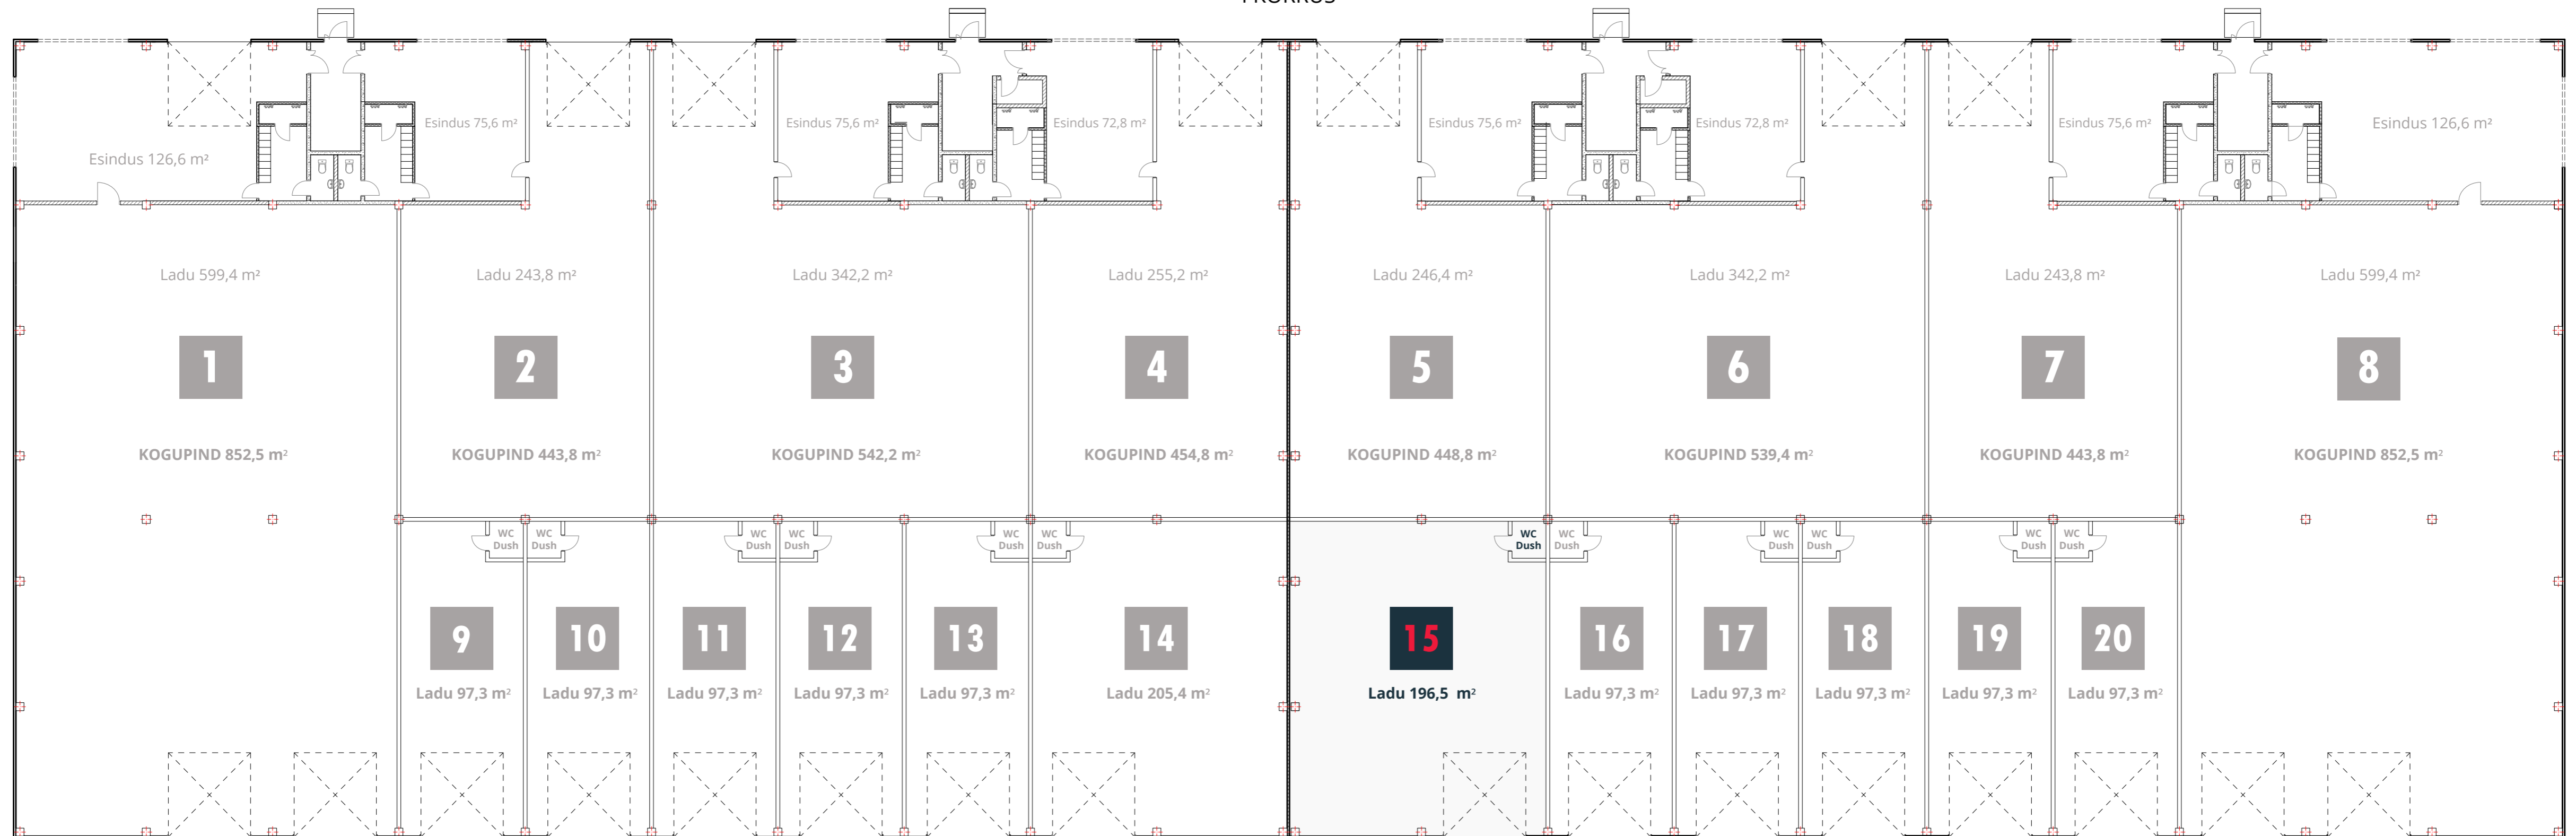 Esindus 126,6 m²
Esindus 75,6 m²
Esindus 75,6 m²
Esindus 72,8 m²
Esindus 75,6 m²
Esindus 72,8 m²
Esindus 75,6 m²
Esindus 126,6 m²
Ladu 599,4 m²
Ladu 243,8 m²
Ladu 342,2 m²
Ladu 255,2 m²
Ladu 246,4 m²
Ladu 342,2 m²
Ladu 243,8 m²
Ladu 599,4 m²
1
2
3
4
5
6
7
8
KOGUPIND 852,5 m²
KOGUPIND 443,8 m²
KOGUPIND 542,2 m²
KOGUPIND 454,8 m²
KOGUPIND 448,8 m²
KOGUPIND 539,4 m²
KOGUPIND 443,8 m²
KOGUPIND 852,5 m²
WC
Dush
WC
Dush
WC
Dush
WC
Dush
WC
Dush
WC
Dush
WC
Dush
WC
Dush
WC
Dush
WC
Dush
WC
Dush
WC
Dush
9
10
11
12
13
14
15
16
17
18
19
20
Ladu 97,3 m²
Ladu 97,3 m²
Ladu 97,3 m²
Ladu 97,3 m²
Ladu 97,3 m²
Ladu 205,4 m²
Ladu 196,5 m²
Ladu 97,3 m²
Ladu 97,3 m²
Ladu 97,3 m²
Ladu 97,3 m²
Ladu 97,3 m²